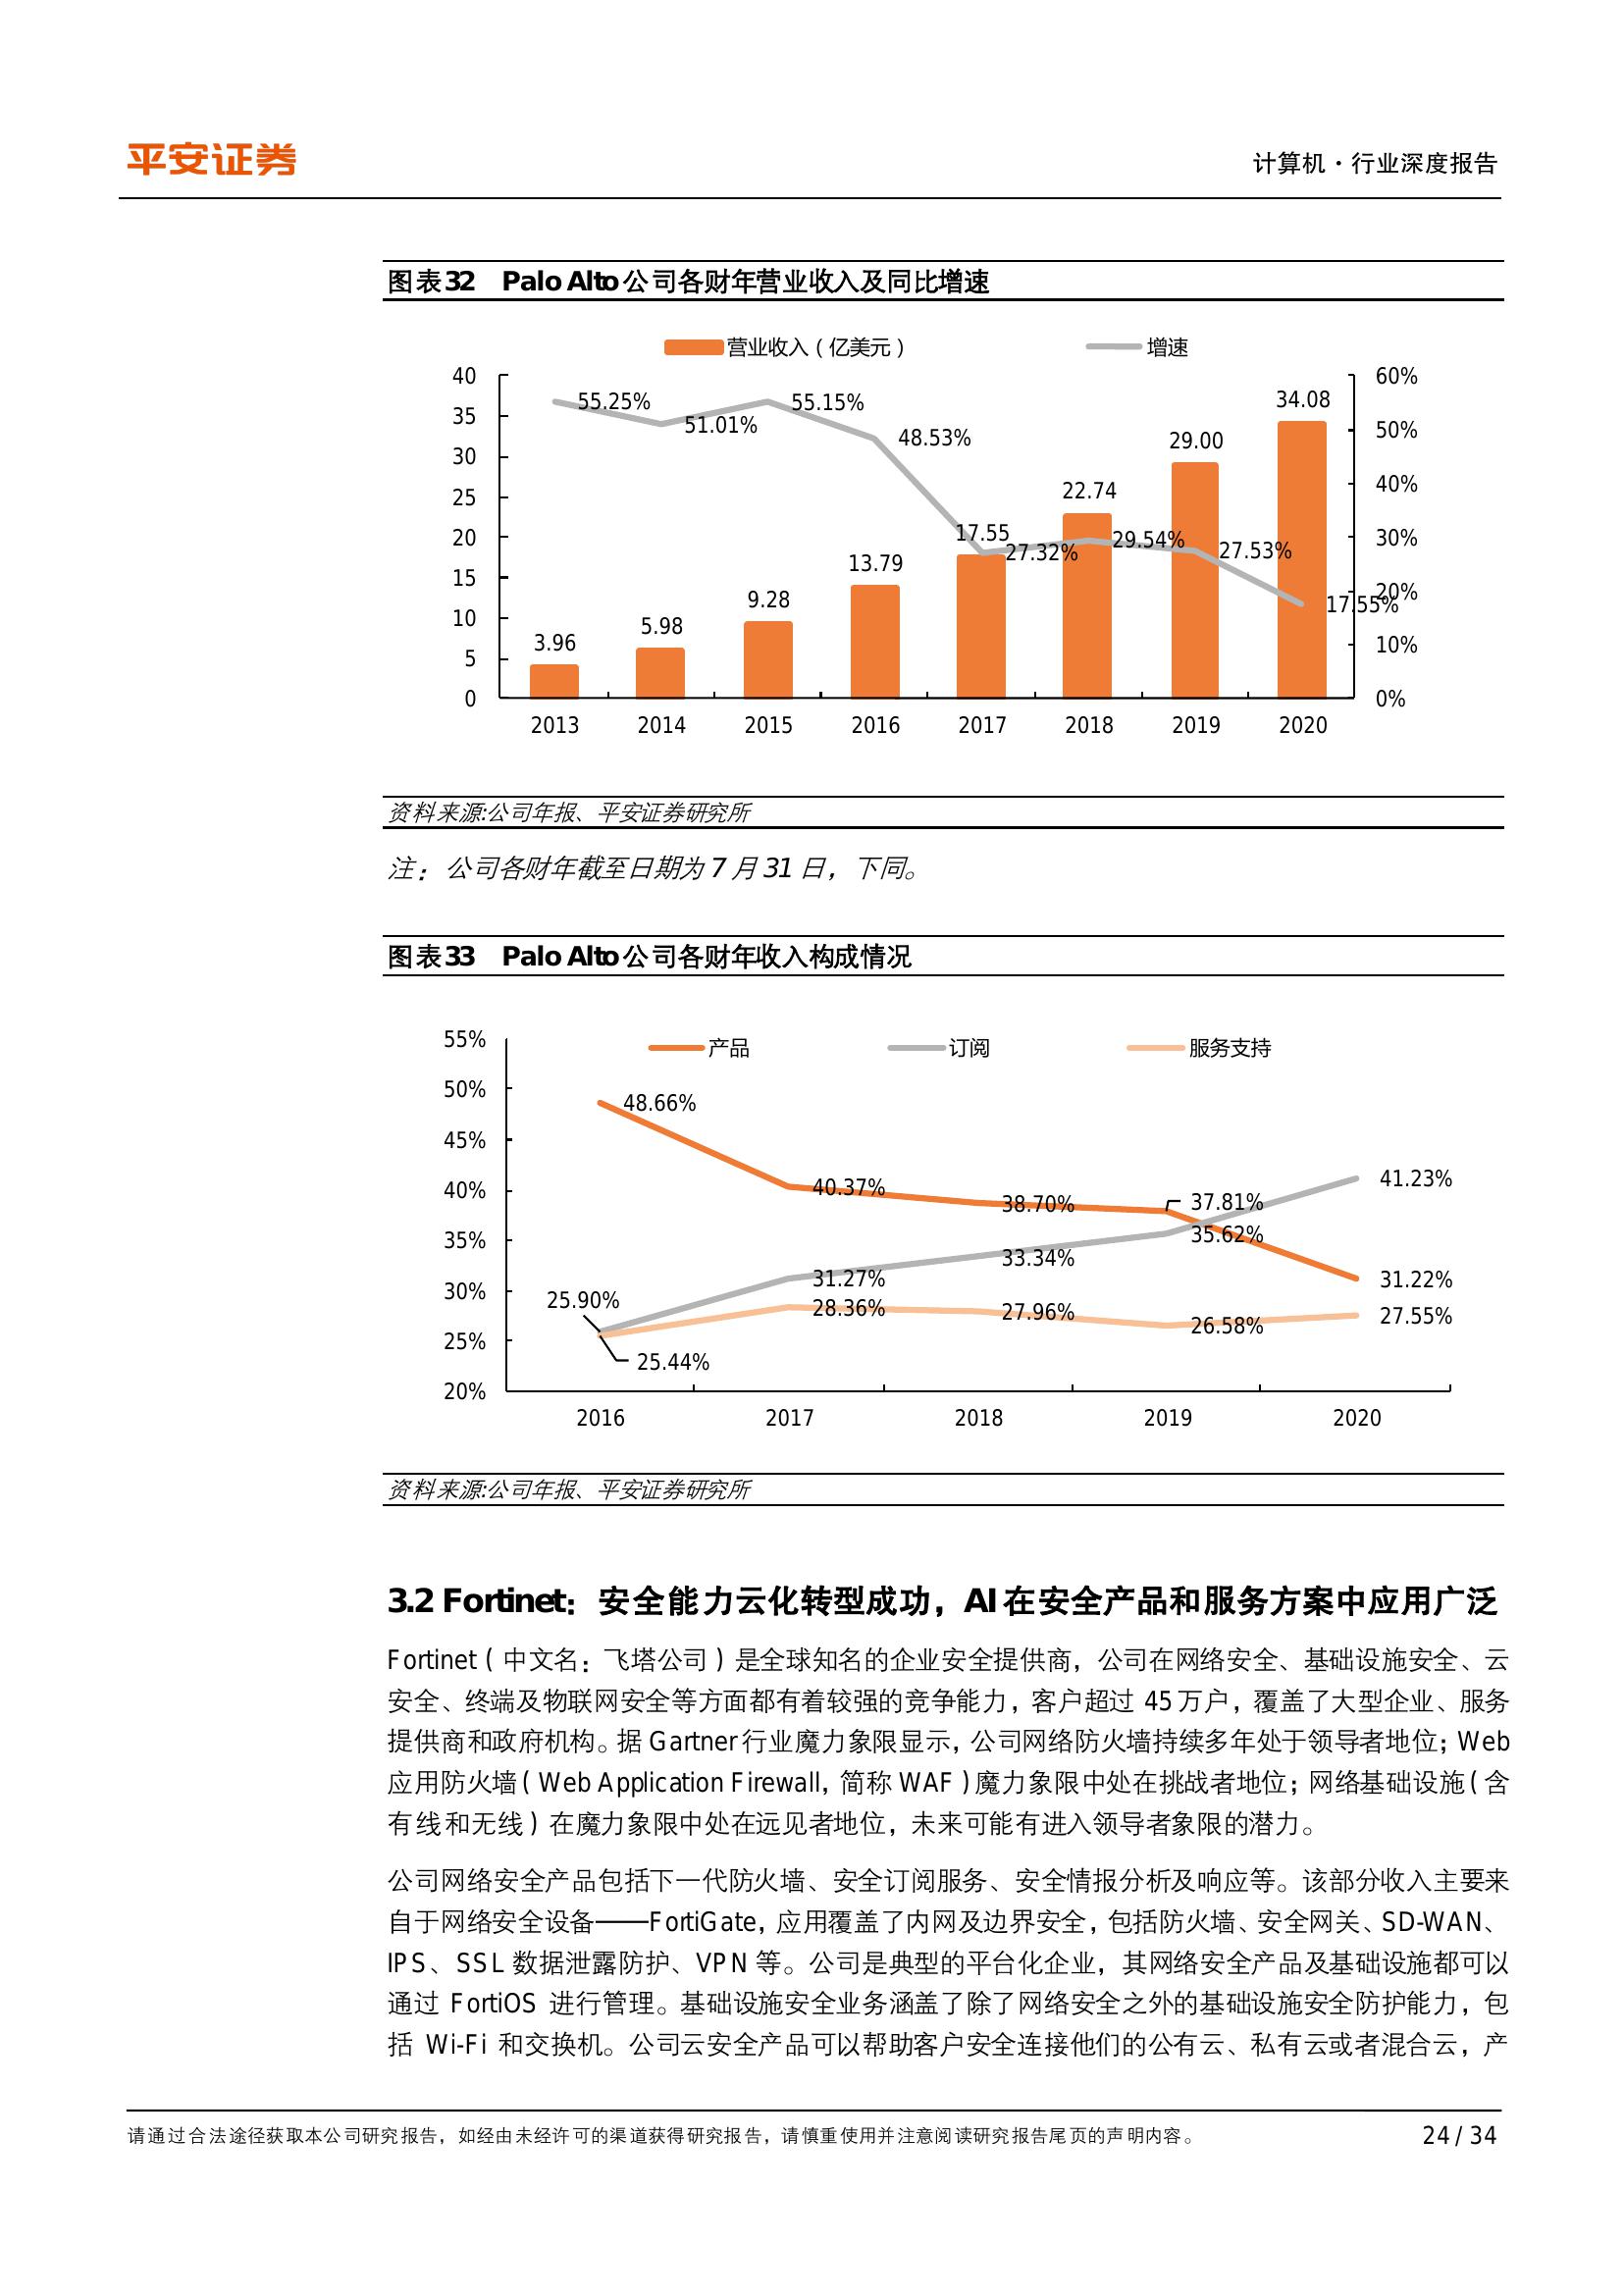 平安证券
计算机·行业深度报告
图表32 Palo Alto公司各财年营业收入及同比增速
营业收入（亿美元） 增速
40 60%
35 50%
30 40%
25 30%
20 20%
15 10%
10 0%
5
0
55.25% 51.01% 55.15% 48.53% 27.32% 29.54% 27.53% 17.55%
3.96 5.98 9.28 13.79 17.55 22.74 29.00 34.08
2013 2014 2015 2016 2017 2018 2019 2020
资料来源:公司年报、平安证券研究所
注：公司各财年截至日期为7月31日，下同。
图表33 Palo Alto公司各财年收入构成情况
产品 订阅 服务支持
55%
50%
45%
40%
35%
30%
25%
20%
48.66% 40.37% 38.70% 37.81% 31.22%
25.90% 31.27% 33.34% 35.62% 41.23%
25.44% 28.36% 27.96% 26.58% 27.55%
2016 2017 2018 2019 2020
资料来源:公司年报、平安证券研究所
3.2 Fortinet：安全能力云化转型成功，AI在安全产品和服务方案中应用广泛
Fortinet（中文名：飞塔公司）是全球知名的企业安全提供商，公司在网络安全、基础设施安全、云
安全、终端及物联网安全等方面都有着较强的竞争能力，客户超过 45万户，覆盖了大型企业、服务
提供商和政府机构。据 Gartner行业魔力象限显示，公司网络防火墙持续多年处于领导者地位；Web
应用防火墙（Web Application Firewall，简称 WAF）魔力象限中处在挑战者地位；网络基础设施（含
有线和无线）在魔力象限中处在远见者地位，未来可能有进入领导者象限的潜力。
公司网络安全产品包括下一代防火墙、安全订阅服务、安全情报分析及响应等。该部分收入主要来
自于网络安全设备——FortiGate，应用覆盖了内网及边界安全，包括防火墙、安全网关、SD-WAN、
IPS、SSL 数据泄露防护、VPN 等。公司是典型的平台化企业，其网络安全产品及基础设施都可以
通过 FortiOS 进行管理。基础设施安全业务涵盖了除了网络安全之外的基础设施安全防护能力，包
括 Wi-Fi 和交换机。公司云安全产品可以帮助客户安全连接他们的公有云、私有云或者混合云，产
请通过合法途径获取本公司研究报告，如经由未经许可的渠道获得研究报告，请慎重使用并注意阅读研究报告尾页的声明内容。
24 / 34